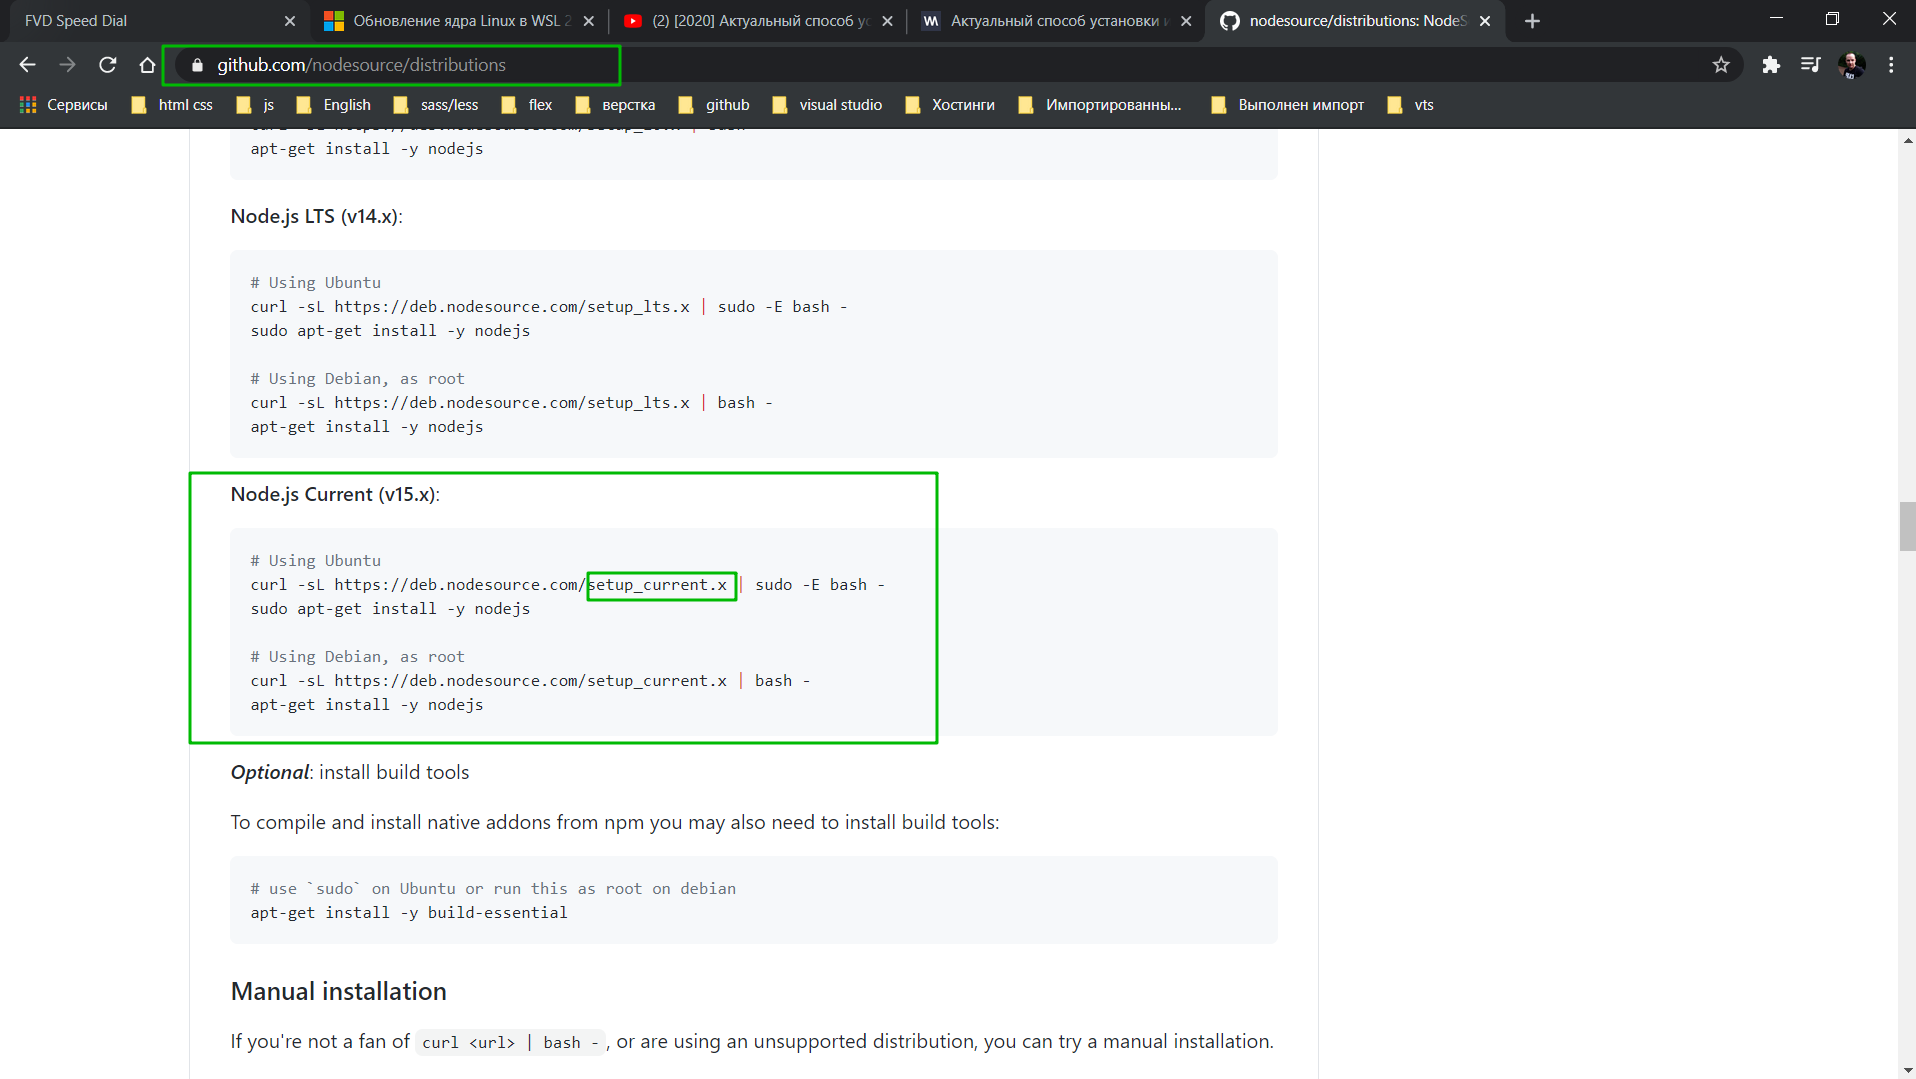 FVD Speed Dial
Обновление ядра Linux в WSL 2
(2) [2020] Актуальный способ ус
Актуальный способ установки и
nodesource/distributions: NodeS
github.com/nodesource/distributions
Сервисы
html css
js
English
sass/less
flex
верстка
github
visual studio
Хостинги
Импортированны...
Выполнен импорт
vts
apt-get install -y nodejs
Node.js LTS (v14.x):
# Using Ubuntu
curl -sL https://deb.nodesource.com/setup_lts.x | sudo -E bash -
sudo apt-get install -y nodejs
# Using Debian, as root
curl -sL https://deb.nodesource.com/setup_lts.x | bash -
apt-get install -y nodejs
Node.js Current (v15.x):
# Using Ubuntu
curl -sL https://deb.nodesource.com/setup_current.x | sudo -E bash -
sudo apt-get install -y nodejs
# Using Debian, as root
curl -sL https://deb.nodesource.com/setup_current.x | bash -
apt-get install -y nodejs
Optional: install build tools
To compile and install native addons from npm you may also need to install build tools:
# use `sudo` on Ubuntu or run this as root on debian
apt-get install -y build-essential
Manual installation
If you're not a fan of curl <url> | bash - , or are using an unsupported distribution, you can try a manual installation.